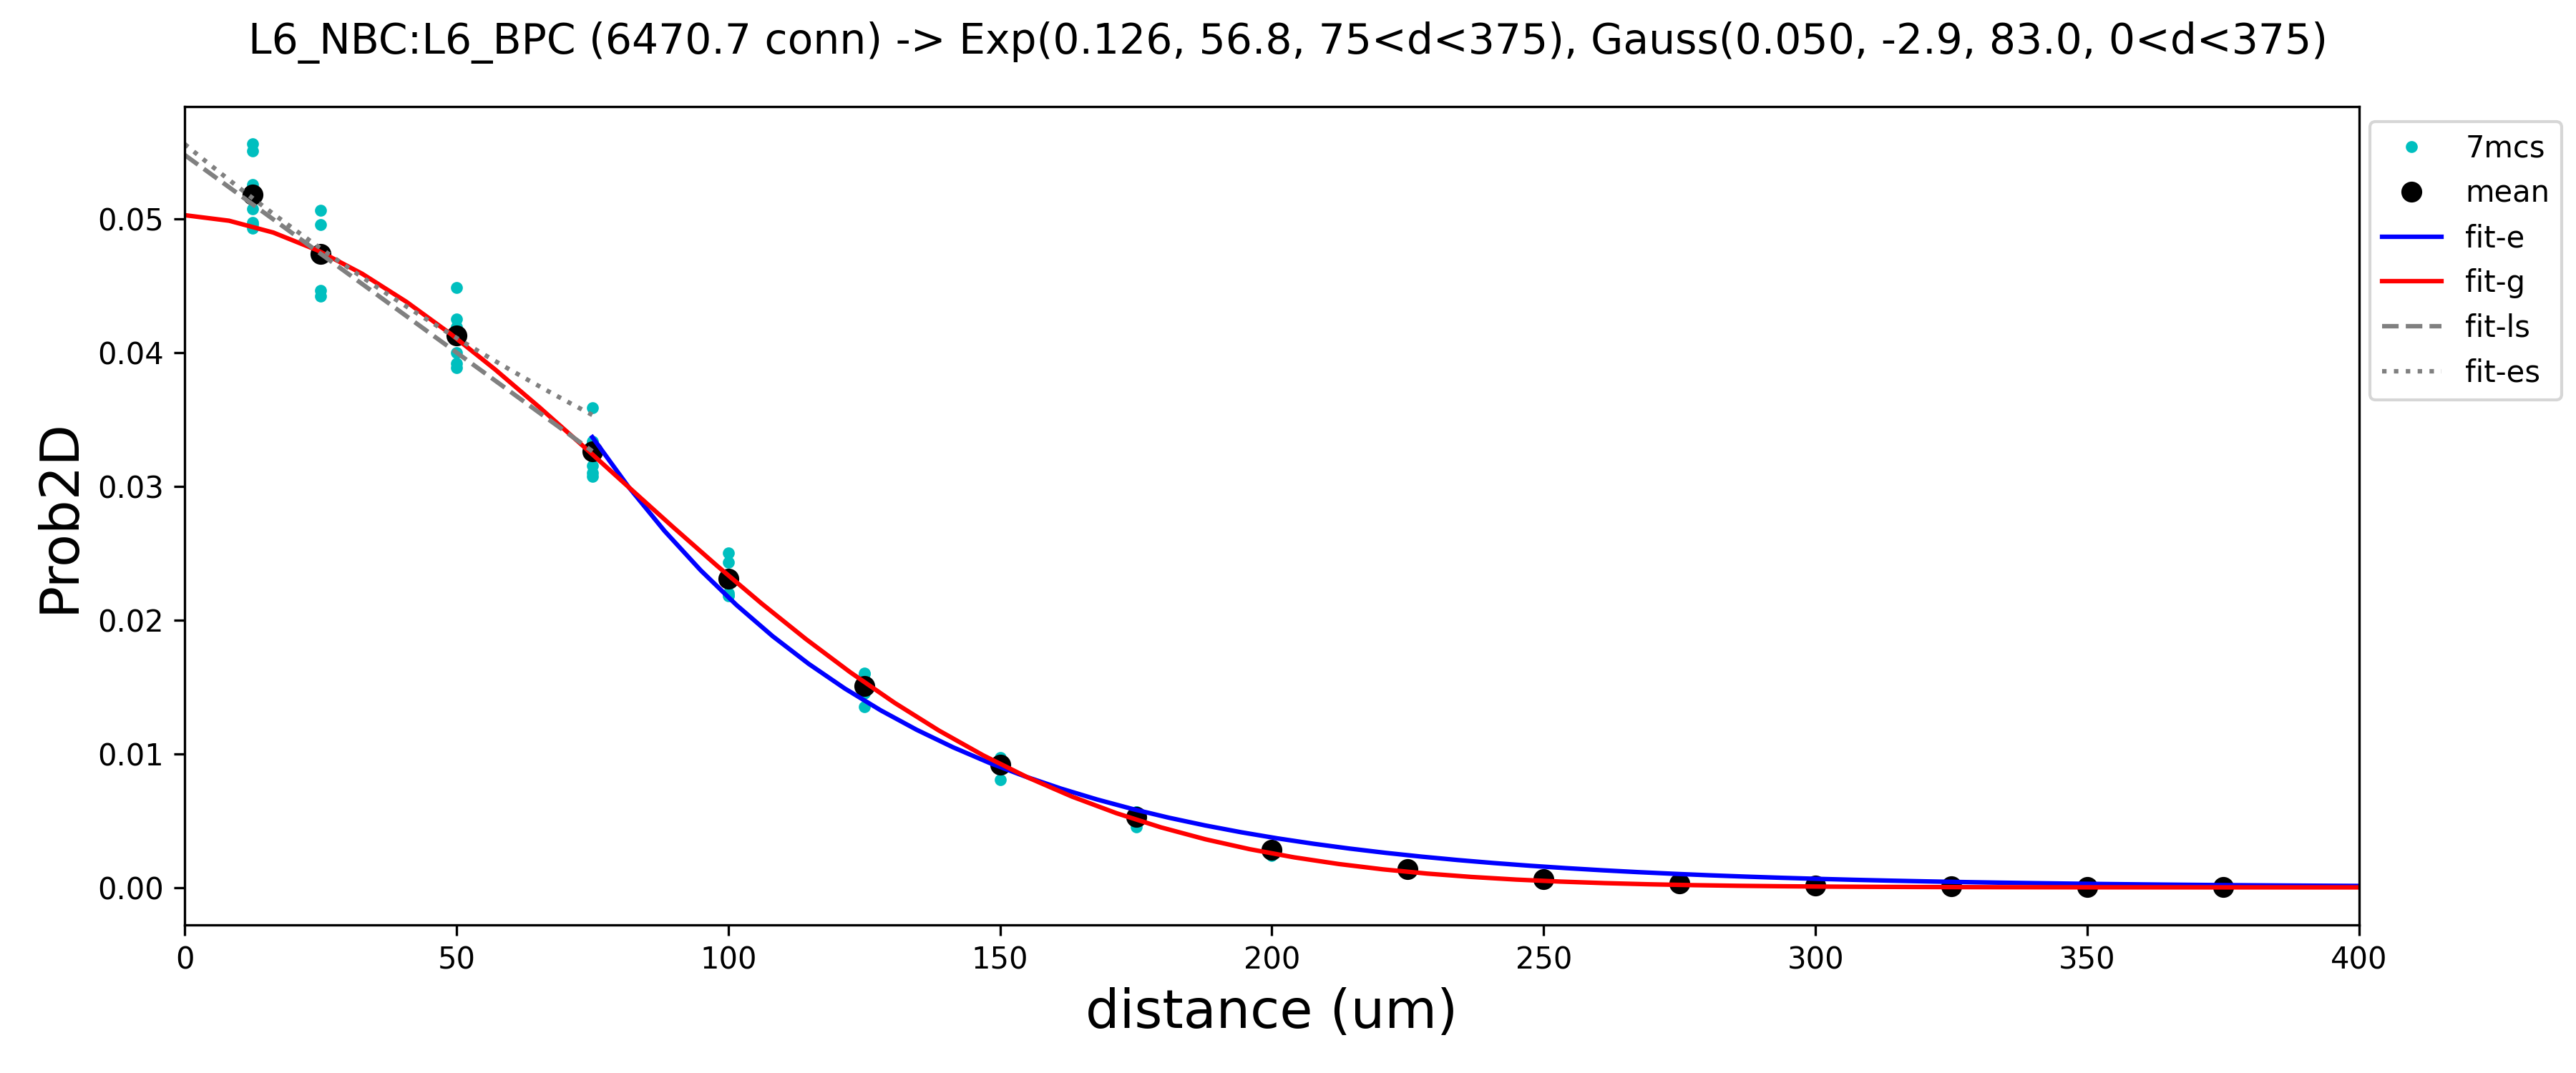 L6_NBC:L6_BPC (6470.7 conn) -> Exp(0.126, 56.8, 75<d<375), Gauss(0.050, -2.9, 83.0, 0<d<375)
7mcs
mean
fit-e
fit-g
fit-ls
fit-es
Prob2D
0.05
0.04
0.03
0.02
0.01
0.00
0 50 100 150 200 250 300 350 400
distance (um)